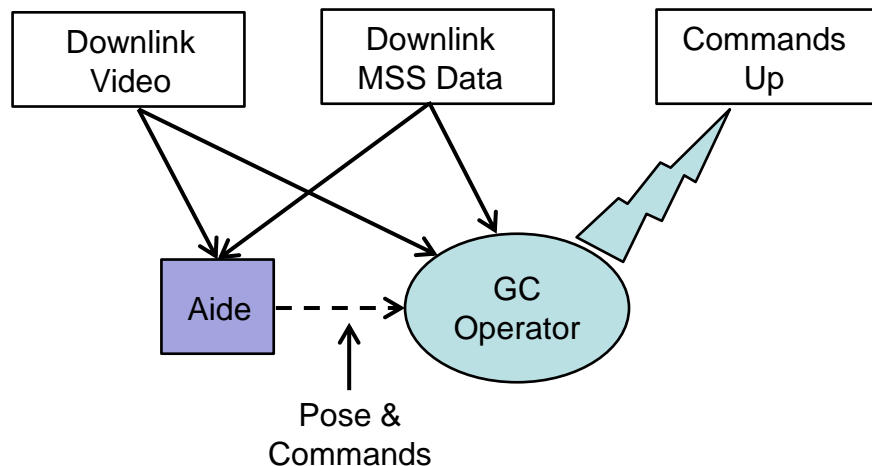 Downlink
Video
Downlink
MSS Data
Commands
Up
Aide
GC
Operator
Pose &
Commands